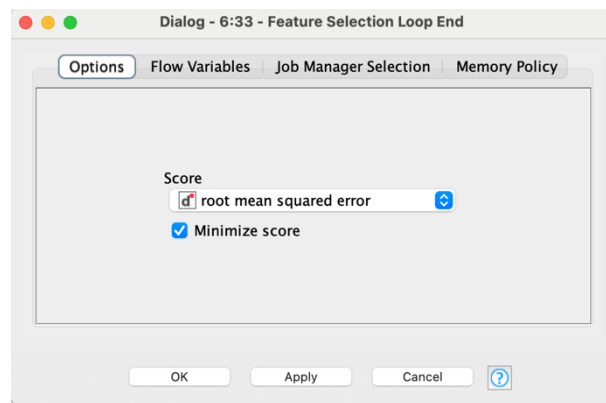 Dialog - 6:33 - Feature Selection Loop End
Options Flow Variables Job Manager Selection Memory Policy
Score
d root mean squared error
Minimize score
OK Apply Cancel ?